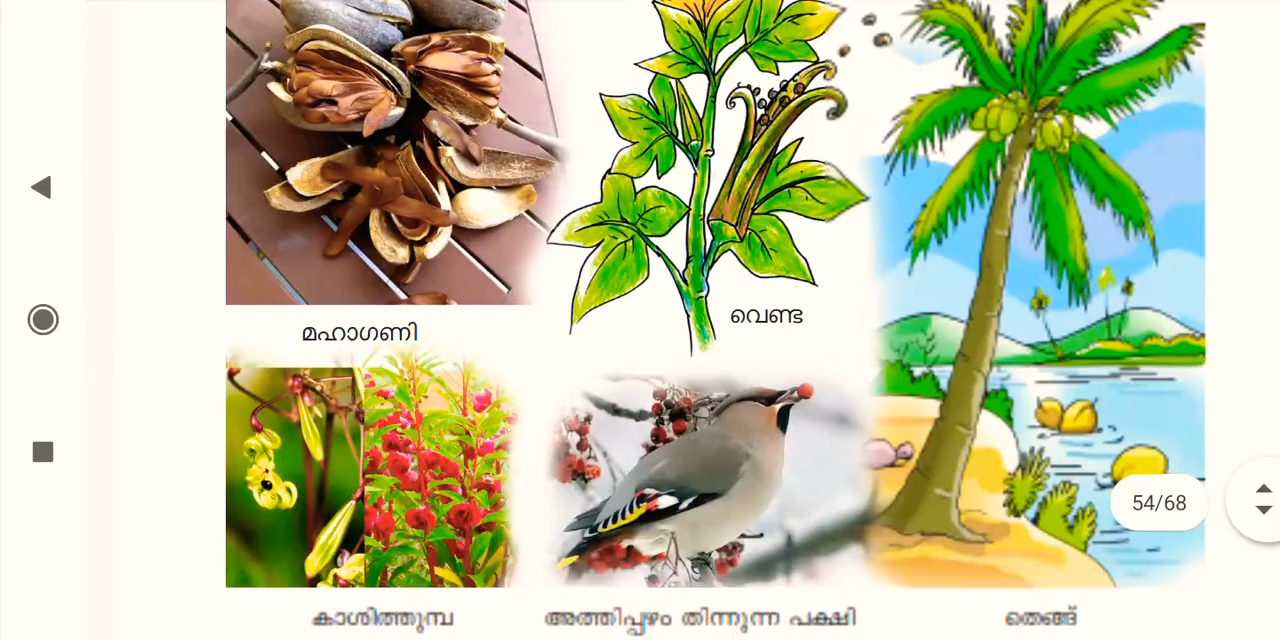 വെണ്ട
മഹാഗണി
54/68
കാശിത്തുമ്പ
അത്തിപ്പഴം തിന്നുന്ന പക്ഷി
തെങ്ങ്